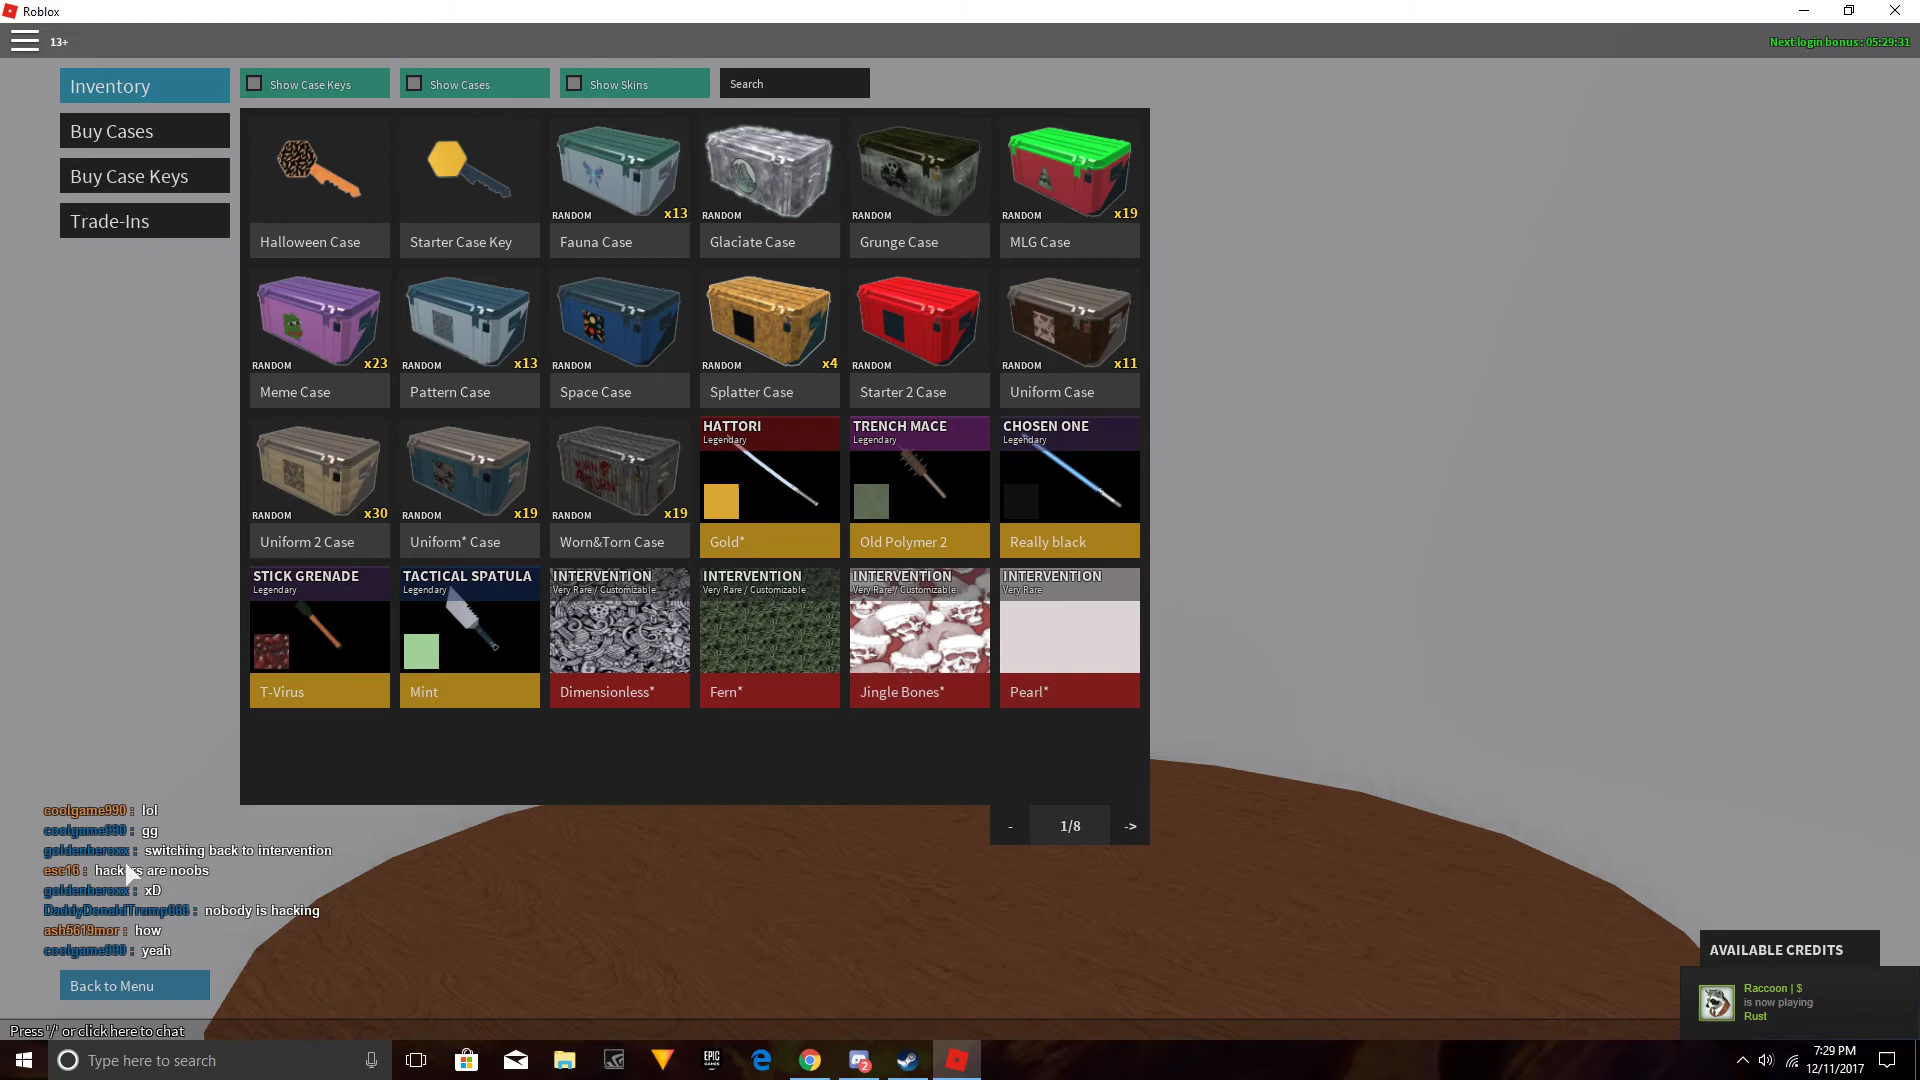 Roblox
13+
Next login bonus : 05:29:31
Inventory
Show Case Keys
Show Cases
Show Skins
Search
Buy Cases
Buy Case Keys
Trade-Ins
Halloween Case
Starter Case Key
RANDOM x13
Fauna Case
RANDOM
Glaciate Case
RANDOM
Grunge Case
RANDOM x19
MLG Case
RANDOM x23
Meme Case
RANDOM x13
Pattern Case
RANDOM
Space Case
RANDOM x4
Splatter Case
RANDOM
Starter 2 Case
RANDOM x11
Uniform Case
RANDOM x30
Uniform 2 Case
RANDOM x19
Uniform* Case
WORN
TORN
RANDOM x19
Worn&Torn Case
HATTORI
Legendary
Gold*
TRENCH MACE
Legendary
Old Polymer 2
CHOSEN ONE
Legendary
Really black
STICK GRENADE
Legendary
T-Virus
TACTICAL SPATULA
Legendary
Mint
INTERVENTION
Very Rare / Customizable
Dimensionless*
INTERVENTION
Very Rare / Customizable
Fern*
INTERVENTION
Very Rare / Customizable
Jingle Bones*
INTERVENTION
Very Rare
Pearl*
- 1/8 ->
coolgame990 : lol
coolgame990 : gg
goldenheroxx : switching back to intervention
esc16 : hackers are noobs
goldenheroxx : xD
DaddyDonaldTrump666 : nobody is hacking
ash5619mor : how
coolgame990 : yeah
Back to Menu
Press '/' or click here to chat
AVAILABLE CREDITS
Raccoon | $
is now playing
Rust
Type here to search
EPIC
GAMES
2
7:29 PM
12/11/2017